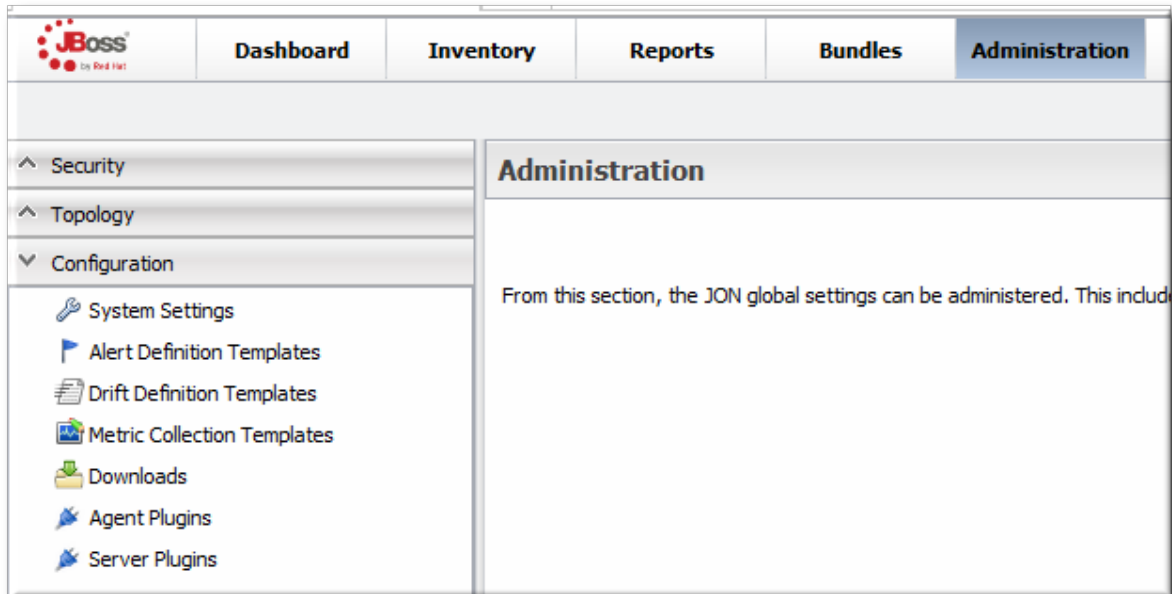 JBoss
by Red Hat
Dashboard
Inventory
Reports
Bundles
Administration
Security
Topology
Configuration
System Settings
Alert Definition Templates
Drift Definition Templates
Metric Collection Templates
Downloads
Agent Plugins
Server Plugins
Administration
From this section, the JON global settings can be administered. This include